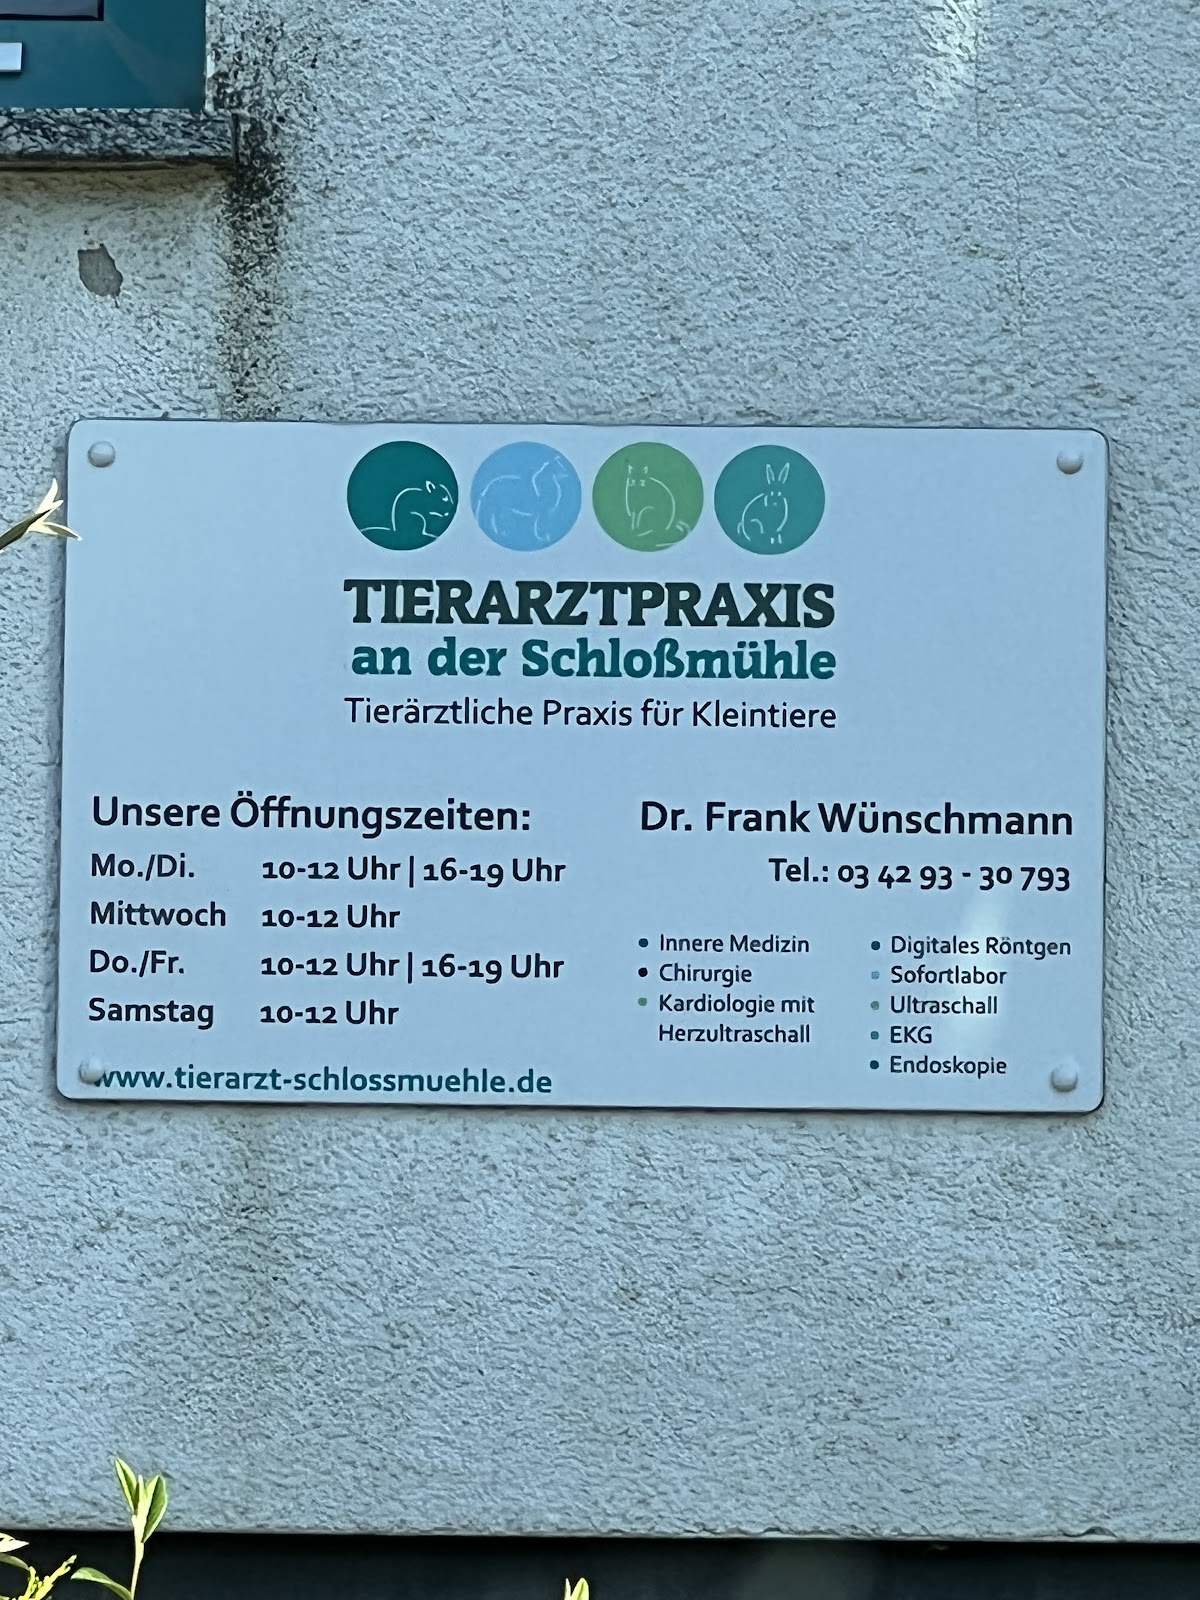 TIERARZTPRAXIS
an der Schloßmühle
Tierärztliche Praxis für Kleintiere
Unsere Öffnungszeiten:
Mo./Di. 10-12 Uhr | 16-19 Uhr
Mittwoch 10-12 Uhr
Do./Fr. 10-12 Uhr | 16-19 Uhr
Samstag 10-12 Uhr
www.tierarzt-schlossmuehle.de
Dr. Frank Wünschmann
Tel.: 03 42 93 - 30 793
• Innere Medizin
• Chirurgie
• Kardiologie mit
Herzultraschall
• Digitales Röntgen
• Sofortlabor
• Ultraschall
• EKG
• Endoskopie